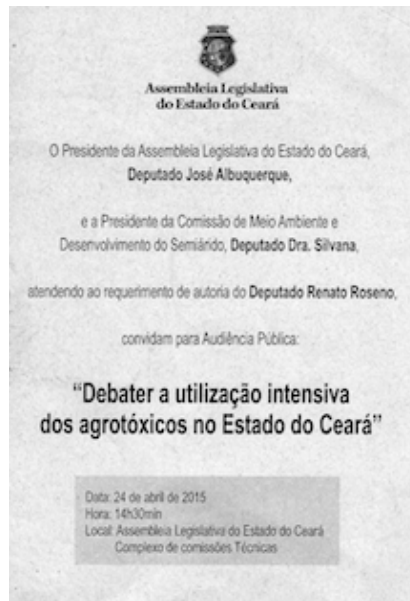 Assembleia Legislativa
do Estado do Ceará
O Presidente da Assembleia Legislativa do Estado do Ceará,
Deputado José Albuquerque,
e a Presidente da Comissão de Meio Ambiente e
Desenvolvimento do Semiárido, Deputado Dra. Silvana,
atendendo ao requerimento de autoria do Deputado Renato Roseno,
convidam para Audiência Pública:
“Debater a utilização intensiva
dos agrotóxicos no Estado do Ceará”
Data: 24 de abril de 2015
Hora: 14h30min
Local: Assembleia Legislativa do Estado do Ceará
Complexo de comissões Técnicas